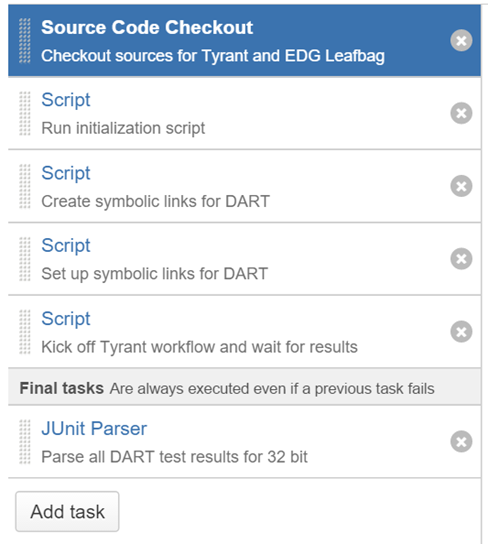 Source Code Checkout
Checkout sources for Tyrant and EDG Leafbag
Script
Run initialization script
Script
Create symbolic links for DART
Script
Set up symbolic links for DART
Script
Kick off Tyrant workflow and wait for results
Final tasks Are always executed even if a previous task fails
JUnit Parser
Parse all DART test results for 32 bit
Add task